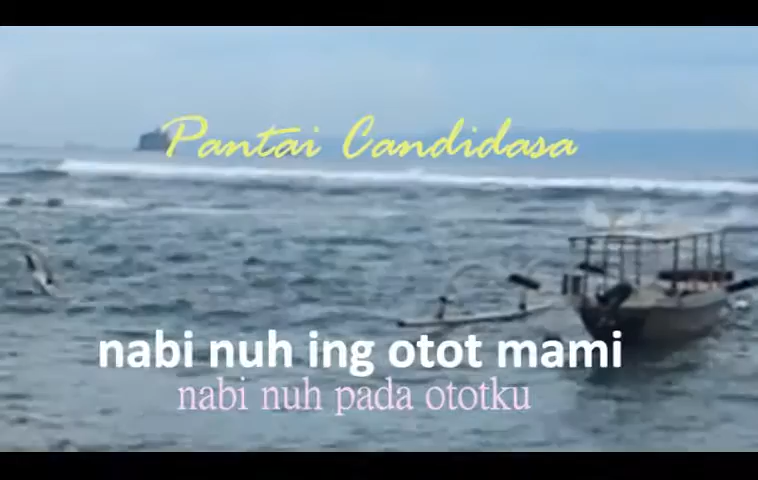 Pantai Candidasa
nabi nuh ing otot mami
nabi nuh pada ototku